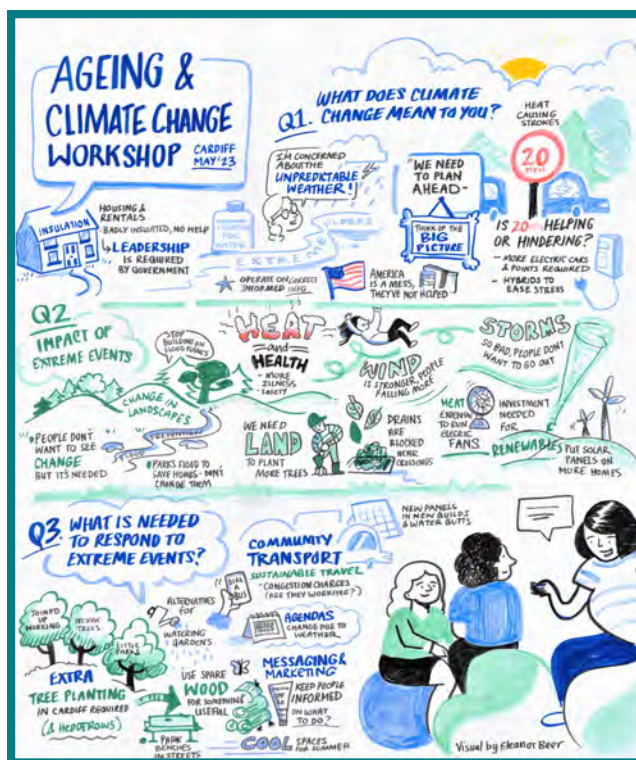 AGEING &
CLIMATE CHANGE
WORKSHOP
CARDIFF
MAY '23
Q1. WHAT DOES CLIMATE
CHANGE MEAN TO YOU?
I'M CONCERNED
ABOUT THE
UNPREDICTABLE
WEATHER!
"WE NEED
TO PLAN
AHEAD-
THINK OF THE
BIG
PICTURE
HEAT
CAUSING
STROKES
20
MPH
IS 20MPH HELPING
OR HINDERING?
- MORE ELECTRIC CARS
& POINTS REQUIRED
- HYBRIDS TO
EASE STRESS
INSULATION
HOUSING &
RENTALS
- BADLY INSULATED, NO HELP
LEADERSHIP
IS REQUIRED
BY GOVERNMENT
WATER
EXTREME
FLOODS
OPERATE ON CORRECT
INFORMED INFO
AMERICA
IS A MESS,
THEY'VE NOT HELPED
Q2
IMPACT OF
EXTREME EVENTS
STOP
BUILDING ON
FLOOD PLANES
CHANGE IN
LANDSCAPES
HEAT
and
HEALTH
- MORE
ILLNESS
- SAFETY
WIND
IS STRONGER, PEOPLE
FALLING MORE
STORMS
SO BAD, PEOPLE DON'T
WANT TO GO OUT
PEOPLE DON'T
WANT TO SEE
CHANGE
BUT IT'S NEEDED
FLOOD
PREVENTION
PARKS FLOOD TO
SAVE HOMES - DON'T
CHANGE THEM
WE NEED
LAND
TO PLANT
MORE TREES
DRAINS
ARE
BLOCKED
NEAR
CROSSINGS
HEAT
EXPENSIVE
TO RUN
ELECTRIC
FANS
INVESTMENT
NEEDED
FOR
RENEWABLES
PUT SOLAR
PANELS ON
MORE HOMES
Q3. WHAT IS NEEDED
TO RESPOND TO
EXTREME EVENTS?
COMMUNITY
TRANSPORT
SUSTAINABLE TRAVEL
- CONGESTION CHARGES
(ARE THEY WORKING?)
NEW PANELS
IN NEW BUILDS
& WATER BUTTS
DIAL
A
BUS
ALTERNATIVES
FOR
WATERING
GARDENS
AGENDAS
CHANGE DUE TO
WEATHER
JOINED
UP
WORKING
TREES
LITTLE
PARKS
EXTRA
TREE PLANTING
IN CARDIFF REQUIRED
(& HEDGEROWS)
USE SPARE
WOOD
FOR SOMETHING
USEFUL
PARK
BENCHES
IN STREETS
MESSAGING &
MARKETING
KEEP PEOPLE
INFORMED
ON WHAT
TO DO?
COOL SPACES
FOR SUMMER
Visual by Eleanor Beer